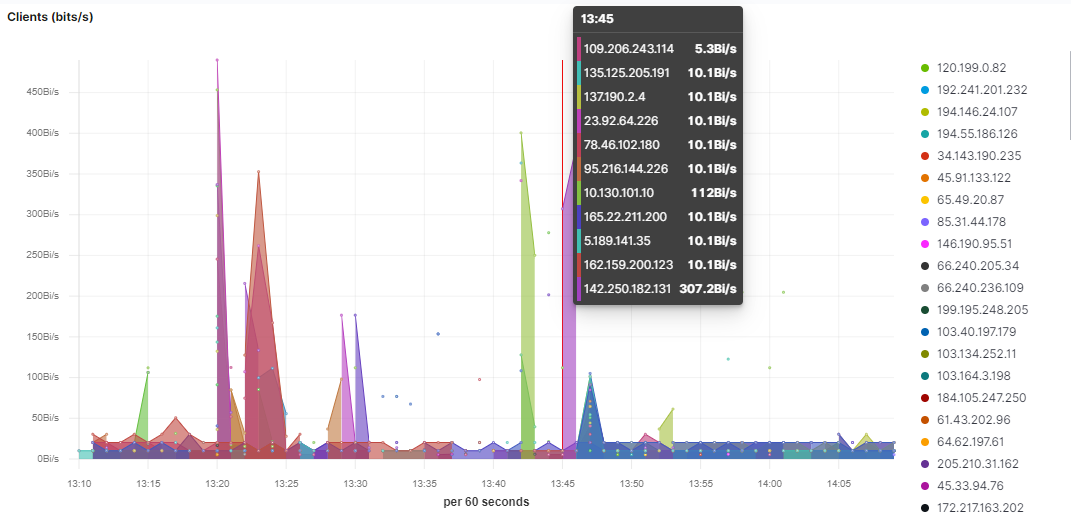 Clients (bits/s)
13:45
109.206.243.114 5.3Bi/s
135.125.205.191 10.1Bi/s
137.190.2.4 10.1Bi/s
23.92.64.226 10.1Bi/s
78.46.102.180 10.1Bi/s
95.216.144.226 10.1Bi/s
10.130.101.10 112Bi/s
165.22.211.200 10.1Bi/s
5.189.141.35 10.1Bi/s
162.159.200.123 10.1Bi/s
142.250.182.131 307.2Bi/s
450Bi/s
400Bi/s
350Bi/s
300Bi/s
250Bi/s
200Bi/s
150Bi/s
100Bi/s
50Bi/s
0Bi/s
13:10 13:15 13:20 13:25 13:30 13:35 13:40 13:45 13:50 13:55 14:00 14:05
per 60 seconds
120.199.0.82
192.241.201.232
194.146.24.107
194.55.186.126
34.143.190.235
45.91.133.122
65.49.20.87
85.31.44.178
146.190.95.51
66.240.205.34
66.240.236.109
199.195.248.205
103.40.197.179
103.134.252.11
103.164.3.198
184.105.247.250
61.43.202.96
64.62.197.61
205.210.31.162
45.33.94.76
172.217.163.202